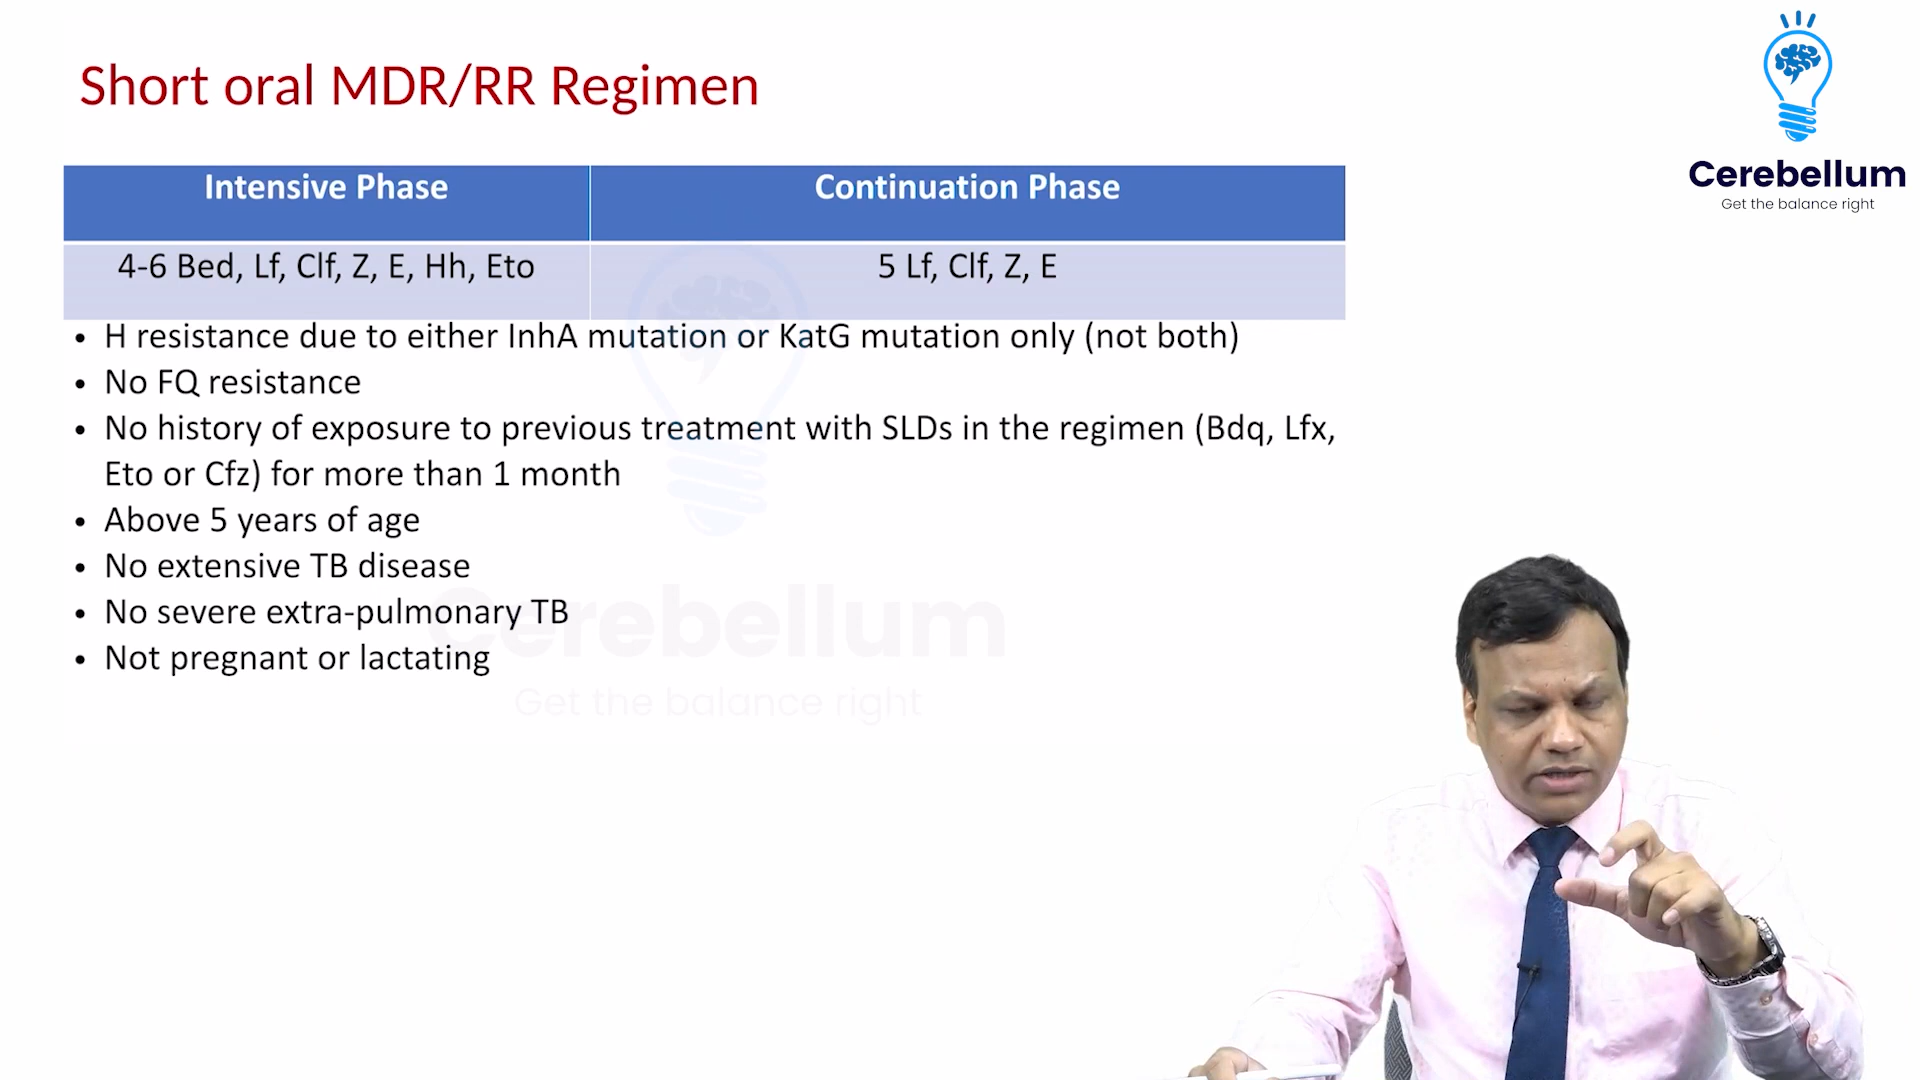 Short oral MDR/RR Regimen
Cerebellum
Get the balance right
Intensive Phase
Continuation Phase
4-6 Bed, Lf, Clf, Z, E, Hh, Eto
5 Lf, Clf, Z, E
• H resistance due to either InhA mutation or KatG mutation only (not both)
• No FQ resistance
• No history of exposure to previous treatment with SLDs in the regimen (Bdq, Lfx,
Eto or Cfz) for more than 1 month
• Above 5 years of age
• No extensive TB disease
• No severe extra-pulmonary TB
• Not pregnant or lactating
Cerebellum
Get the balance right